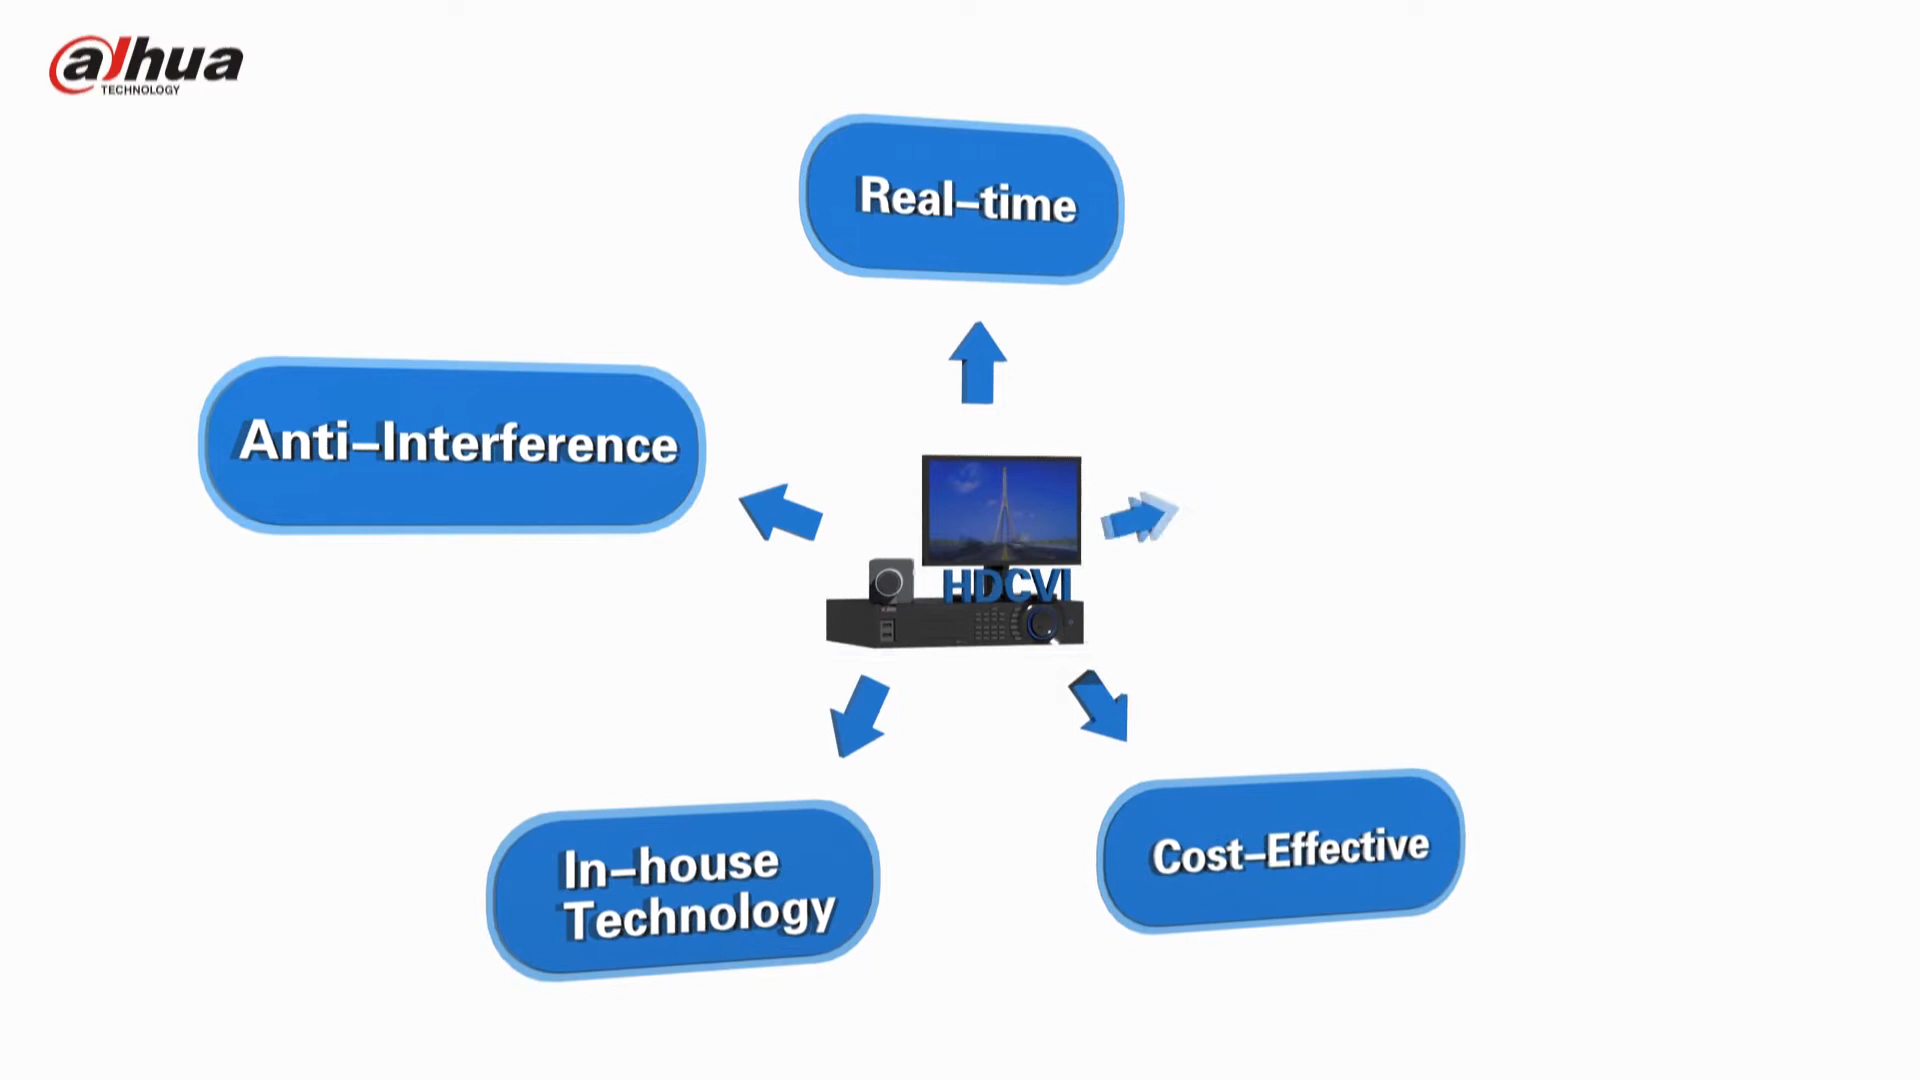 alhua
TECHNOLOGY
Real-time
Anti-Interference
HDCVI
In-house
Technology
Cost-Effective